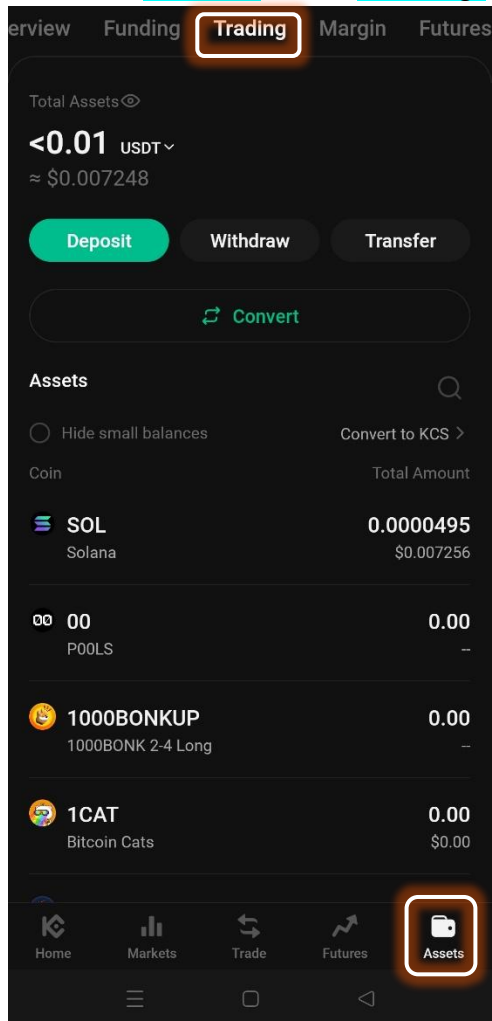 erview Funding Trading Margin Futures
Total Assets
<0.01 USDT
≈ $0.007248
Deposit Withdraw Transfer
Convert
Assets
Hide small balances Convert to KCS >
Coin Total Amount
SOL 0.0000495
Solana $0.007256
00 00 0.00
P00LS --
1000BONKUP 0.00
1000BONK 2-4 Long --
1CAT 0.00
Bitcoin Cats $0.00
Home Markets Trade Futures Assets